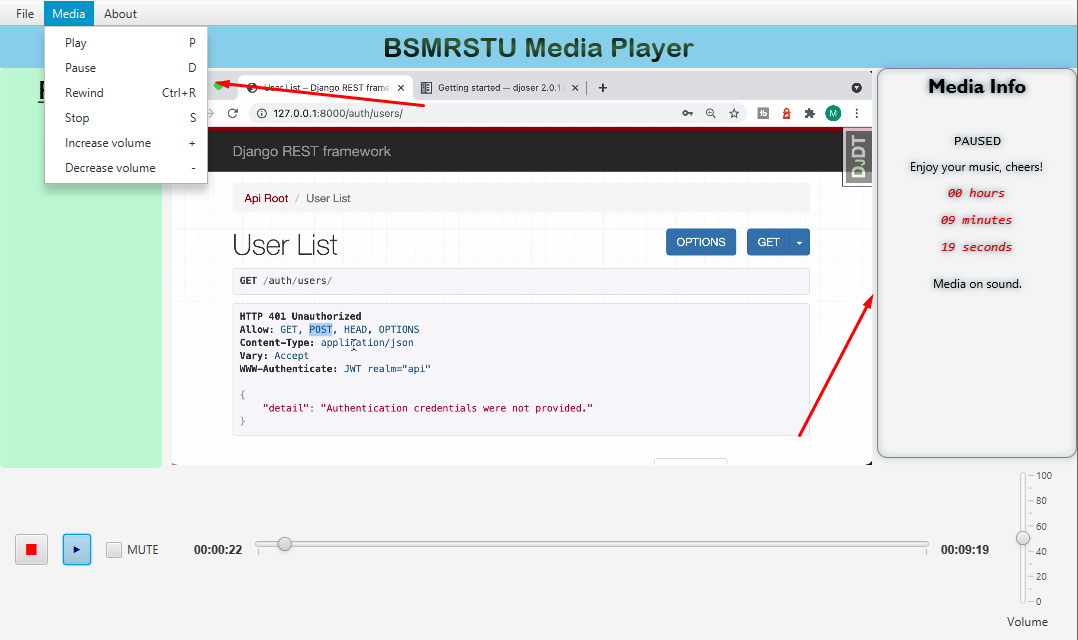 File Media About
BSMRSTU Media Player
Play P
Pause D
Rewind Ctrl+R
Stop S
Increase volume +
Decrease volume -
User List – Django REST frame
Getting started — djoser 2.0.1
127.0.0.1:8000/auth/users/
M
Django REST framework
DJDT
Api Root / User List
User List
OPTIONS GET
GET /auth/users/
HTTP 401 Unauthorized
Allow: GET, POST, HEAD, OPTIONS
Content-Type: application/json
Vary: Accept
WWW-Authenticate: JWT realm="api"
{
"detail": "Authentication credentials were not provided."
}
Media Info
PAUSED
Enjoy your music, cheers!
00 hours
09 minutes
19 seconds
Media on sound.
MUTE
00:00:22
00:09:19
100
80
60
40
20
0
Volume